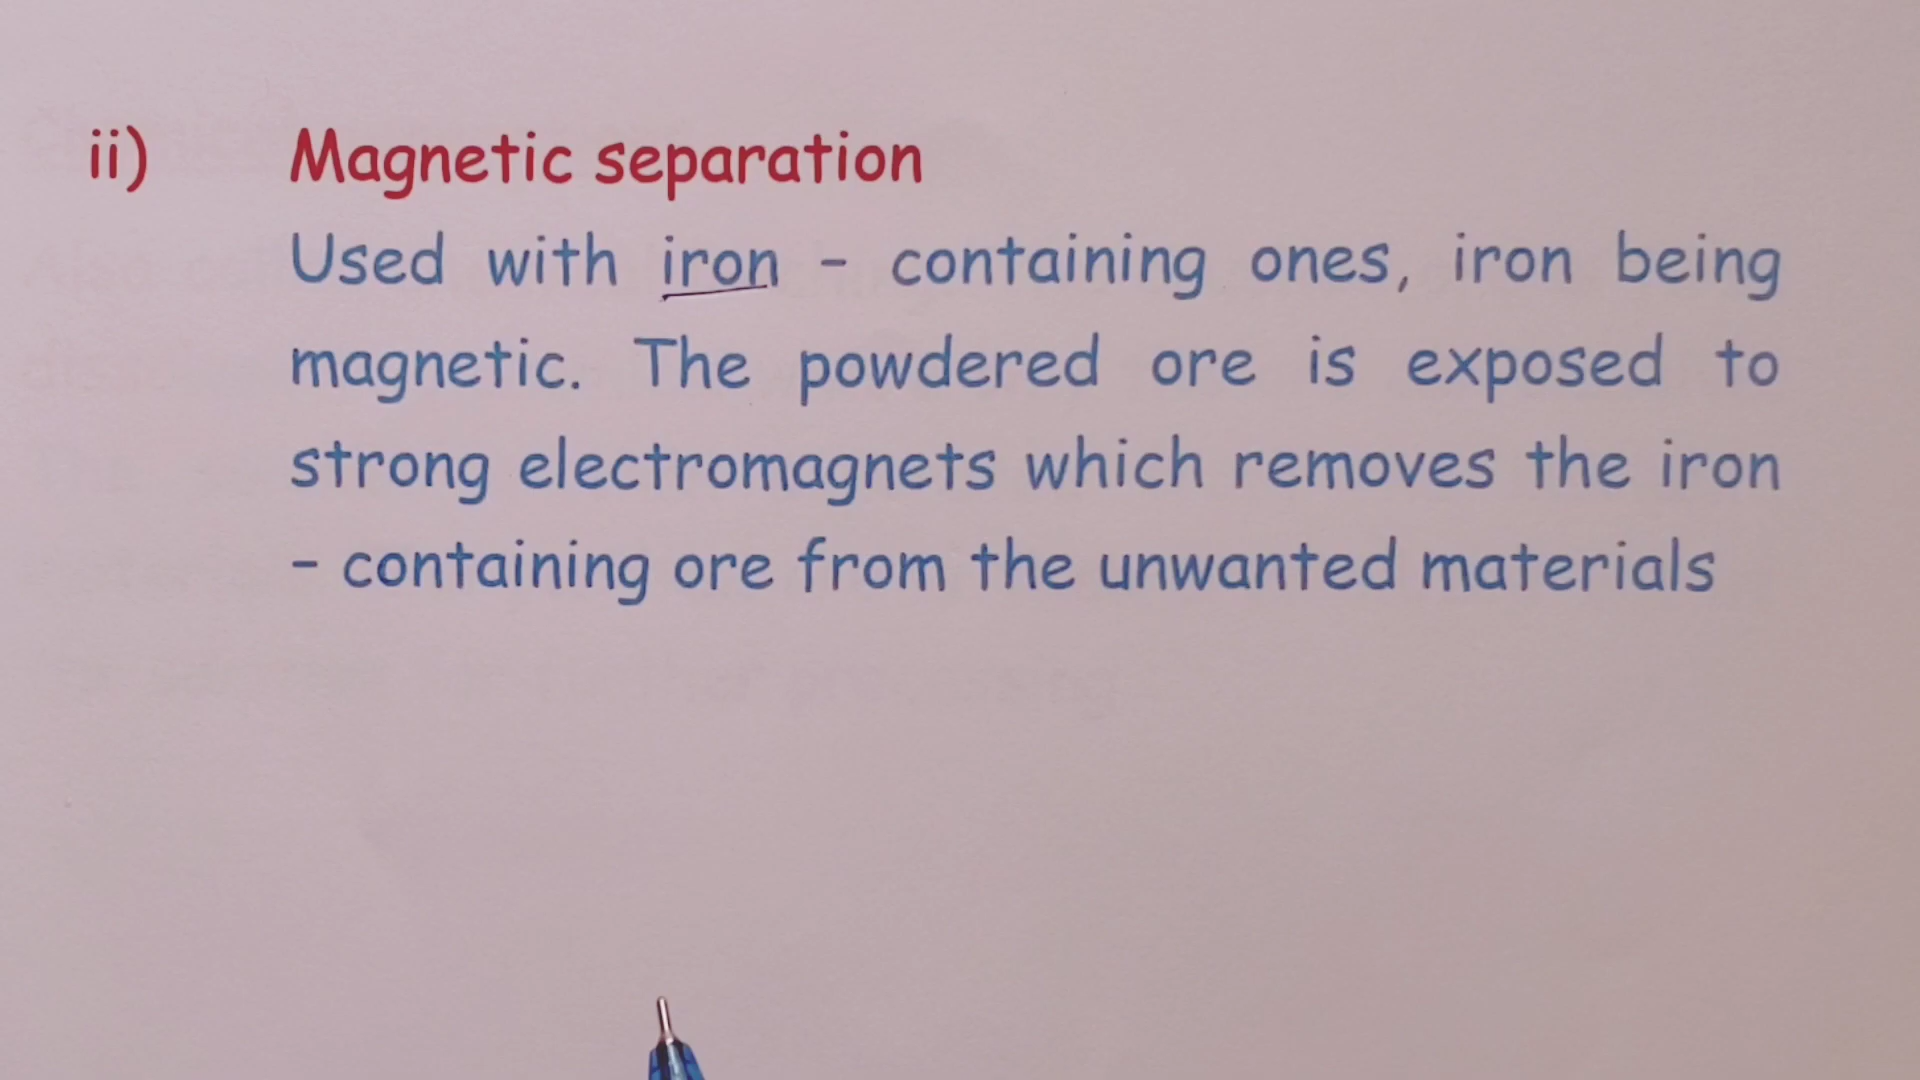 ii) Magnetic separation
Used with iron - containing ones, iron being
magnetic. The powdered ore is exposed to
strong electromagnets which removes the iron
- containing ore from the unwanted materials